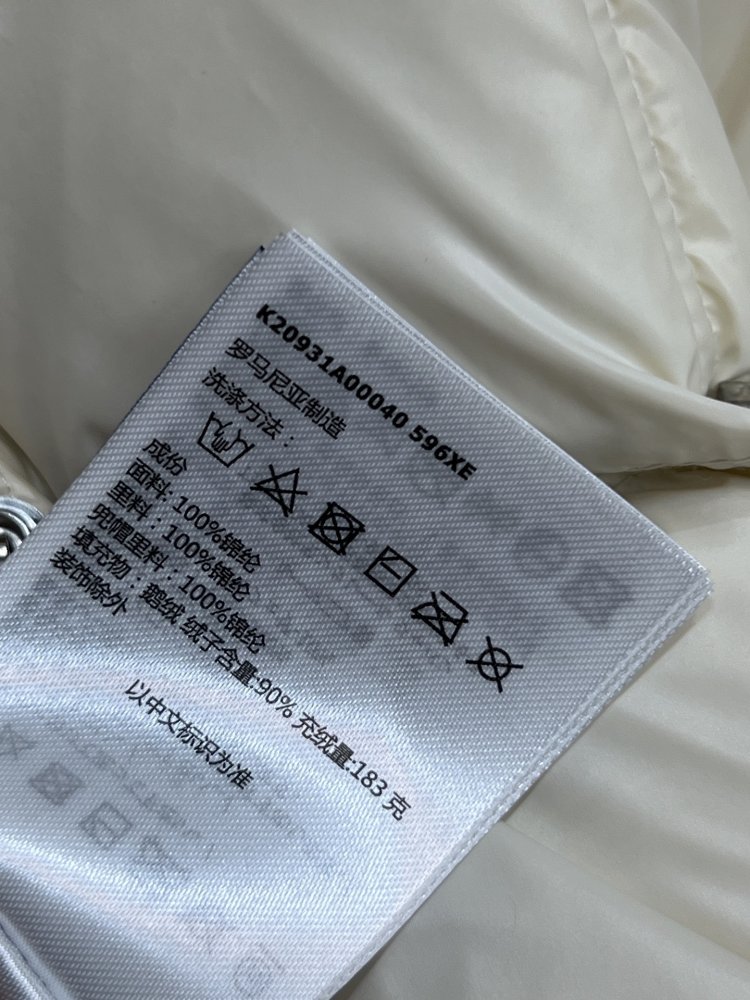 K20931A00040 596XE
罗马尼亚制造
洗涤方法：
成份
面料: 100%锦纶
里料：100%锦纶
兜帽里料：100%锦纶
填充物：鹅绒 绒子含量:90% 充绒量:183 克
装饰除外
以中文标识为准